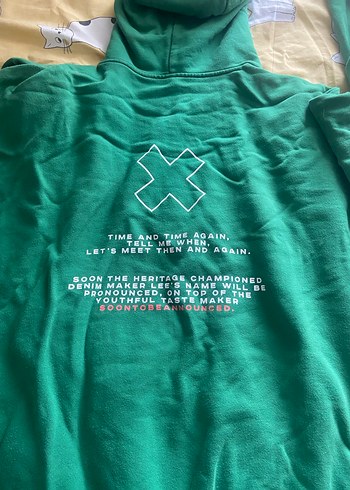 TIME AND TIME AGAIN,
TELL ME WHEN.
LET'S MEET THEN AND AGAIN.
SOON THE HERITAGE CHAMPIONED
DENIM MAKER LEE'S NAME WILL BE
PRONOUNCED, ON TOP OF THE
YOUTHFUL TASTE MAKER
SOONTOBEANNOUNCED.